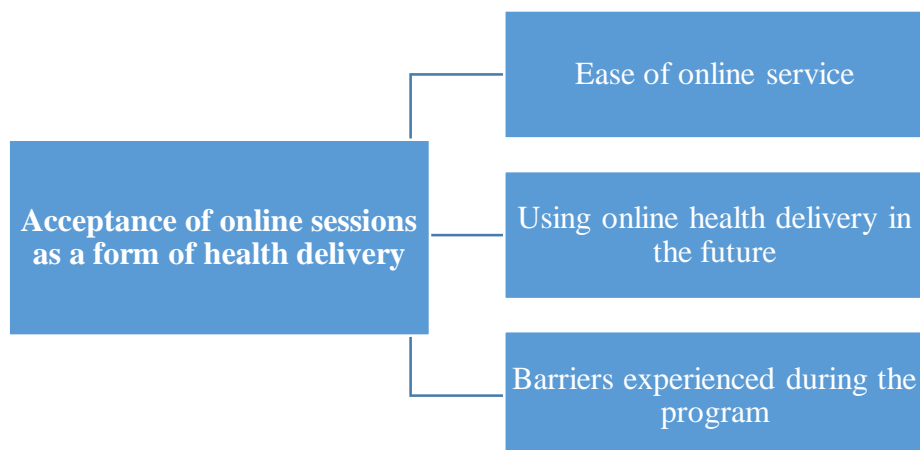 Ease of online service
Acceptance of online sessions
as a form of health delivery
Using online health delivery in
the future
Barriers experienced during the
program